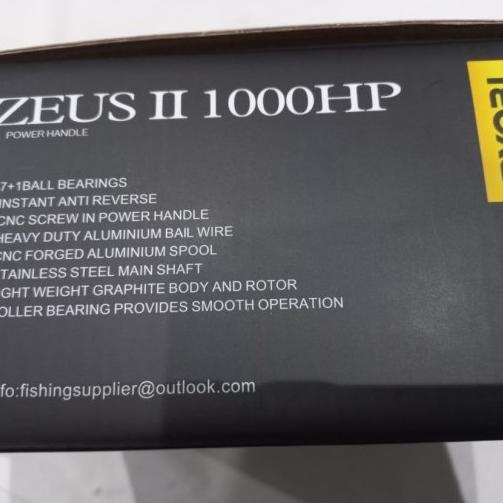 ZEUS II 1000HP
POWER HANDLE
7+1BALL BEARINGS
INSTANT ANTI REVERSE
CNC SCREW IN POWER HANDLE
HEAVY DUTY ALUMINIUM BAIL WIRE
CNC FORGED ALUMINIUM SPOOL
STAINLESS STEEL MAIN SHAFT
IGHT WEIGHT GRAPHITE BODY AND ROTOR
OLLER BEARING PROVIDES SMOOTH OPERATION
fo:fishingsupplier@outlook.com